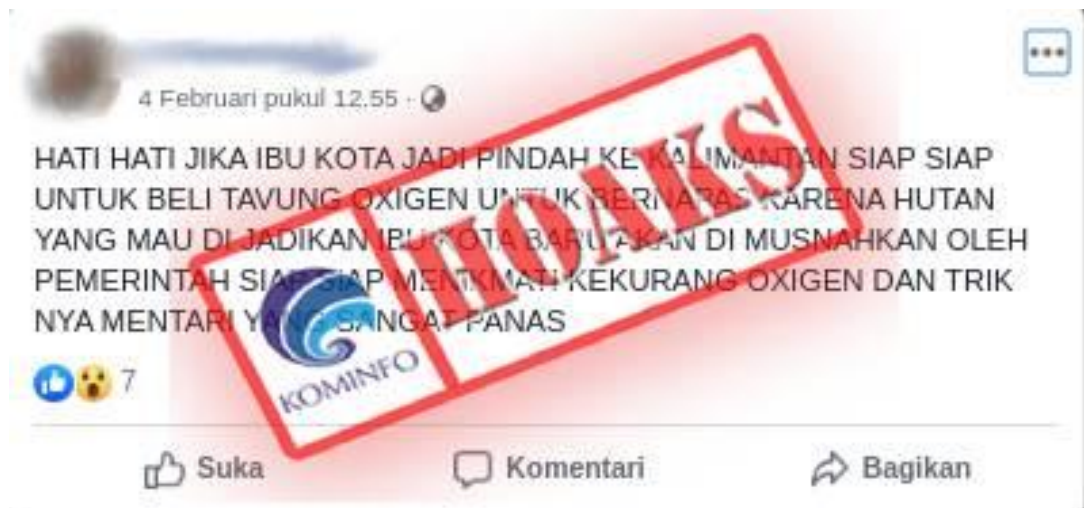 4 Februari pukul 12.55 ·
HATI HATI JIKA IBU KOTA JADI PINDAH KE KALIMANTAN SIAP SIAP
UNTUK BELI TAVUNG OXIGEN UNTUK BERNAPAS KARENA HUTAN
YANG MAU DI JADIKAN IBU KOTA BARU AKAN DI MUSNAHKAN OLEH
PEMERINTAH SIAP SIAP MENIKMATI KEKURANG OXIGEN DAN TRIK
NYA MENTARI YANG SANGAT PANAS
KOMINFO
HOAKS
7
Suka
Komentari
Bagikan